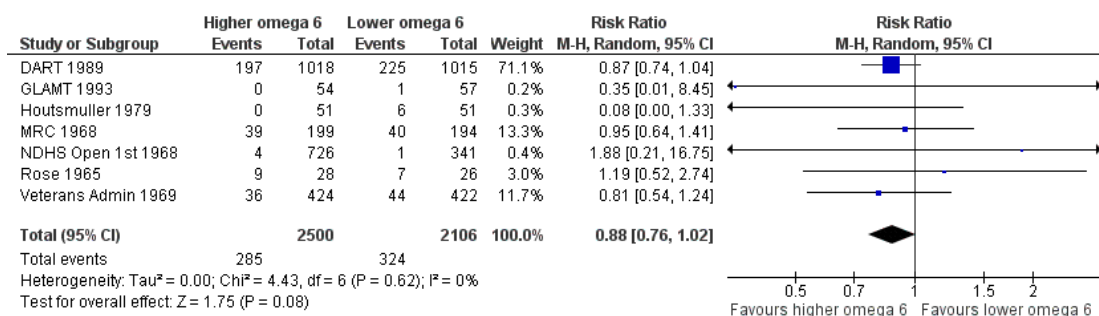 Higher omega 6 Lower omega 6 Risk Ratio Risk Ratio
Study or Subgroup Events Total Events Total Weight M-H, Random, 95% CI M-H, Random, 95% CI
DART 1989 197 1018 225 1015 71.1% 0.87 [0.74, 1.04]
GLAMT 1993 0 54 1 57 0.2% 0.35 [0.01, 8.45]
Houtsmuller 1979 0 51 6 51 0.3% 0.08 [0.00, 1.33]
MRC 1968 39 199 40 194 13.3% 0.95 [0.64, 1.41]
NDHS Open 1st 1968 4 726 1 341 0.4% 1.88 [0.21, 16.75]
Rose 1965 9 28 7 26 3.0% 1.19 [0.52, 2.74]
Veterans Admin 1969 36 424 44 422 11.7% 0.81 [0.54, 1.24]
Total (95% CI) 2500 2106 100.0% 0.88 [0.76, 1.02]
Total events 285 324
Heterogeneity: Tau² = 0.00; Chi² = 4.43, df = 6 (P = 0.62); I² = 0%
Test for overall effect: Z = 1.75 (P = 0.08)
0.5 0.7 1 1.5 2
Favours higher omega 6 Favours lower omega 6